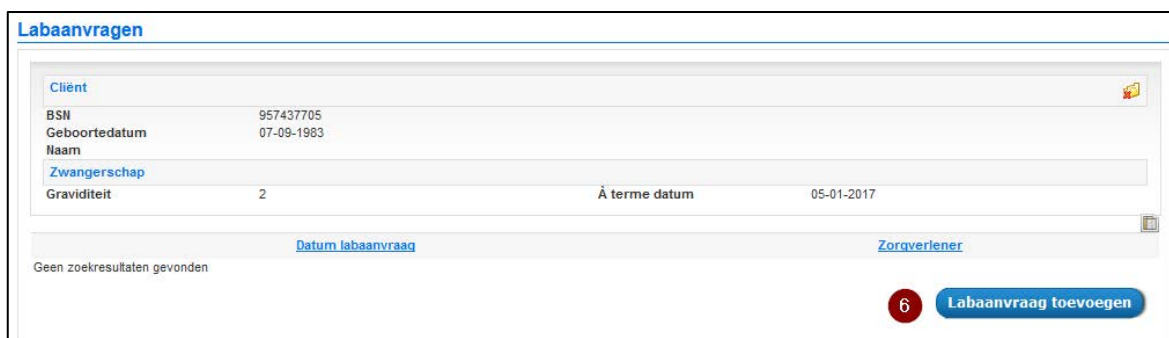 Labaanvragen
Cliënt
BSN 957437705
Geboortedatum 07-09-1983
Naam
Zwangerschap
Graviditeit 2 À terme datum 05-01-2017
Datum labaanvraag Zorgverlener
Geen zoekresultaten gevonden
6 Labaanvraag toevoegen